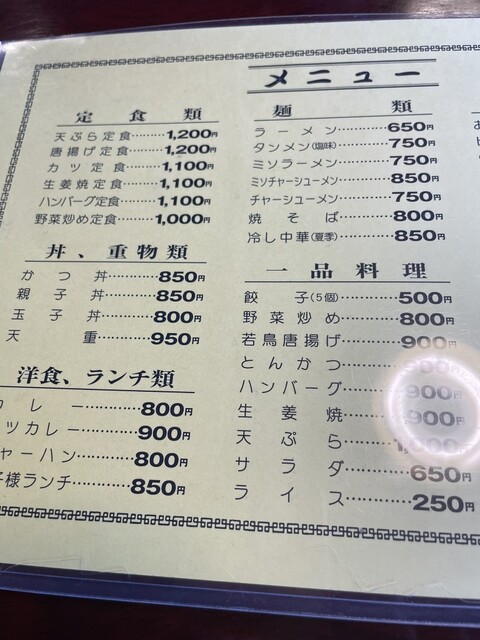 メニュー
定食類
天ぷら定食………1,200円
唐揚げ定食………1,200円
カツ定食………1,100円
生姜焼定食………1,100円
ハンバーグ定食………1,100円
野菜炒め定食………1,000円
丼、重物類
かつ丼…………850円
親子丼…………850円
玉子丼…………800円
天重…………950円
洋食、ランチ類
カレー…………800円
ツカレー…………900円
ャーハン…………800円
様ランチ…………850円
麺類
ラーメン…………650円
タンメン(塩味)…………750円
ミソラーメン…………750円
ミソチャーシューメン…………850円
チャーシューメン…………750円
焼そば…………800円
冷し中華(夏季)…………850円
一品料理
餃子(5個)…………500円
野菜炒め…………800円
若鳥唐揚げ…………900円
とんかつ…………900円
ハンバーグ…………900円
生姜焼…………900円
天ぷら…………1,000円
サラダ…………650円
ライス…………250円